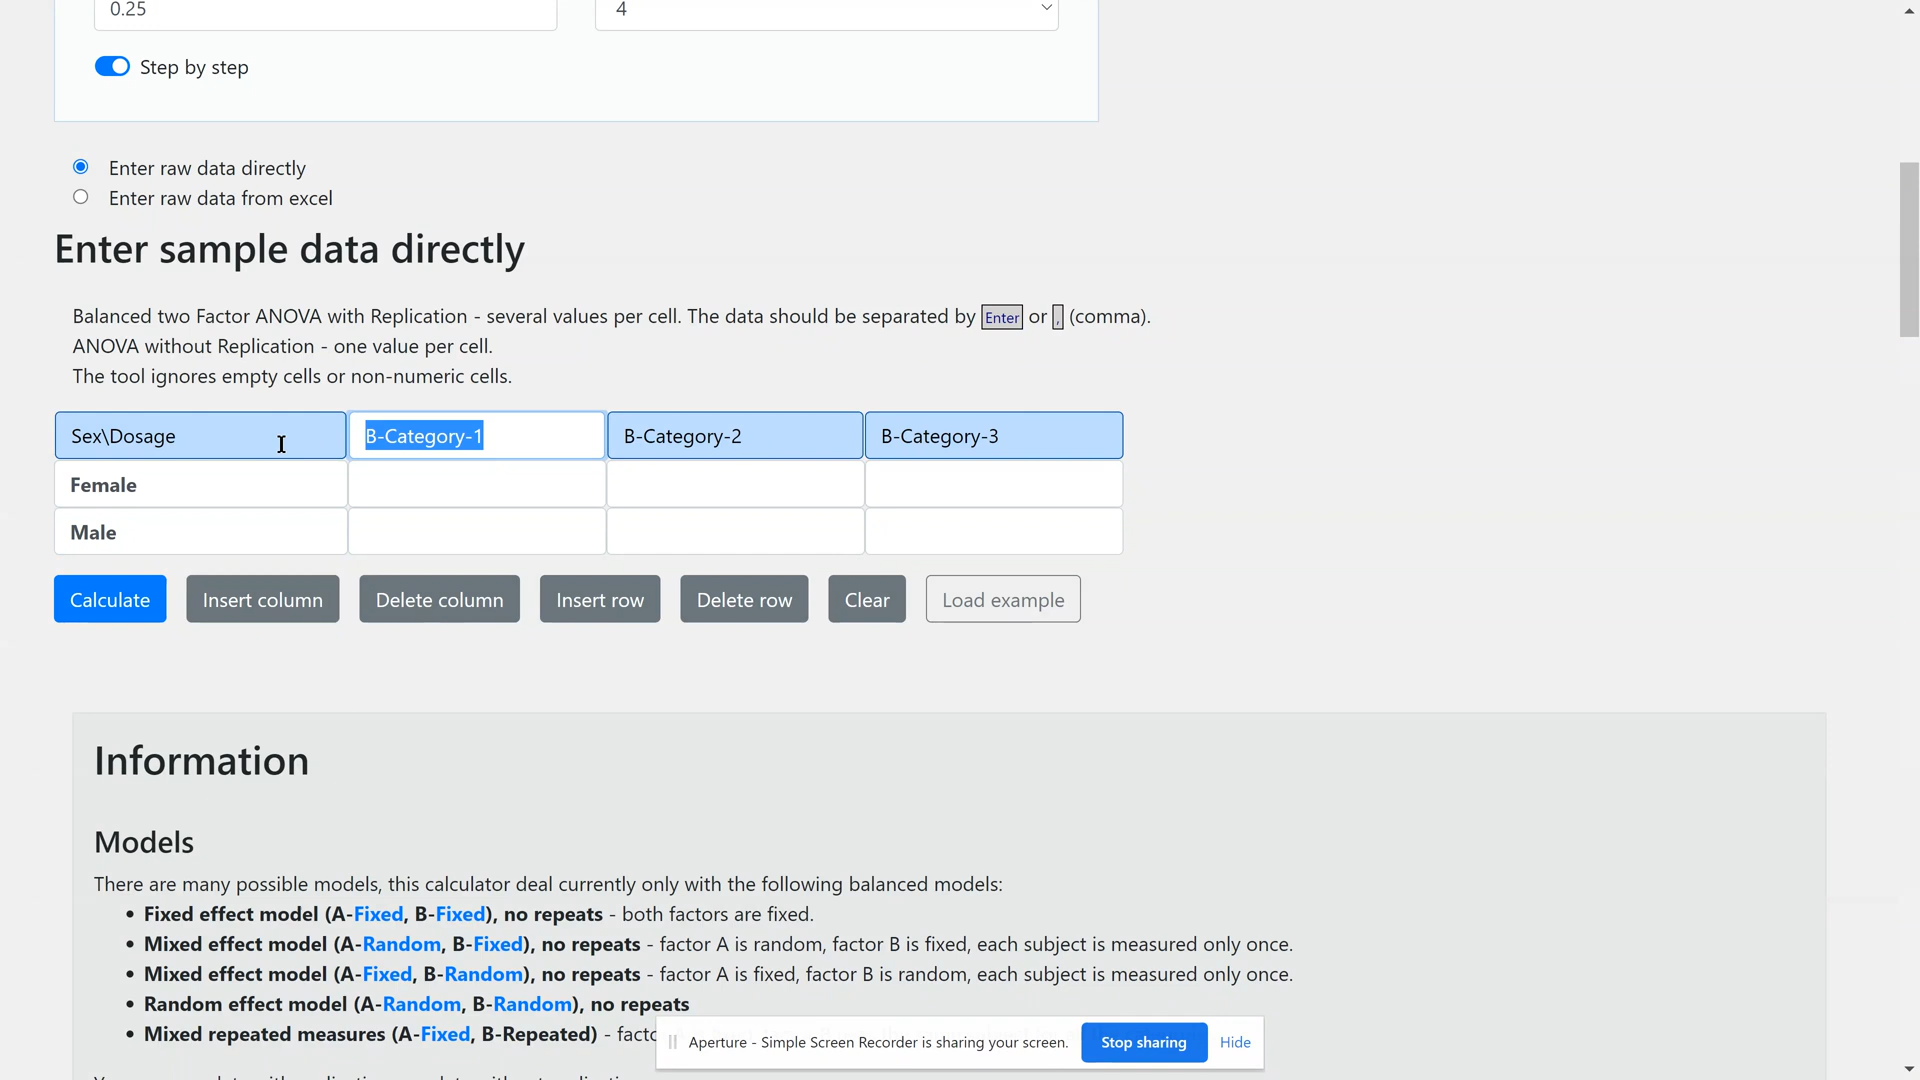 0.25 4
Step by step
Enter raw data directly
Enter raw data from excel
Enter sample data directly
Balanced two Factor ANOVA with Replication - several values per cell. The data should be separated by Enter or , (comma).
ANOVA without Replication - one value per cell.
The tool ignores empty cells or non-numeric cells.
Sex\Dosage B-Category-1 B-Category-2 B-Category-3
Female
Male
Calculate Insert column Delete column Insert row Delete row Clear Load example
Information
Models
There are many possible models, this calculator deal currently only with the following balanced models:
• Fixed effect model (A-Fixed, B-Fixed), no repeats - both factors are fixed.
• Mixed effect model (A-Random, B-Fixed), no repeats - factor A is random, factor B is fixed, each subject is measured only once.
• Mixed effect model (A-Fixed, B-Random), no repeats - factor A is fixed, factor B is random, each subject is measured only once.
• Random effect model (A-Random, B-Random), no repeats
• Mixed repeated measures (A-Fixed, B-Repeated) - facto
Aperture - Simple Screen Recorder is sharing your screen. Stop sharing Hide